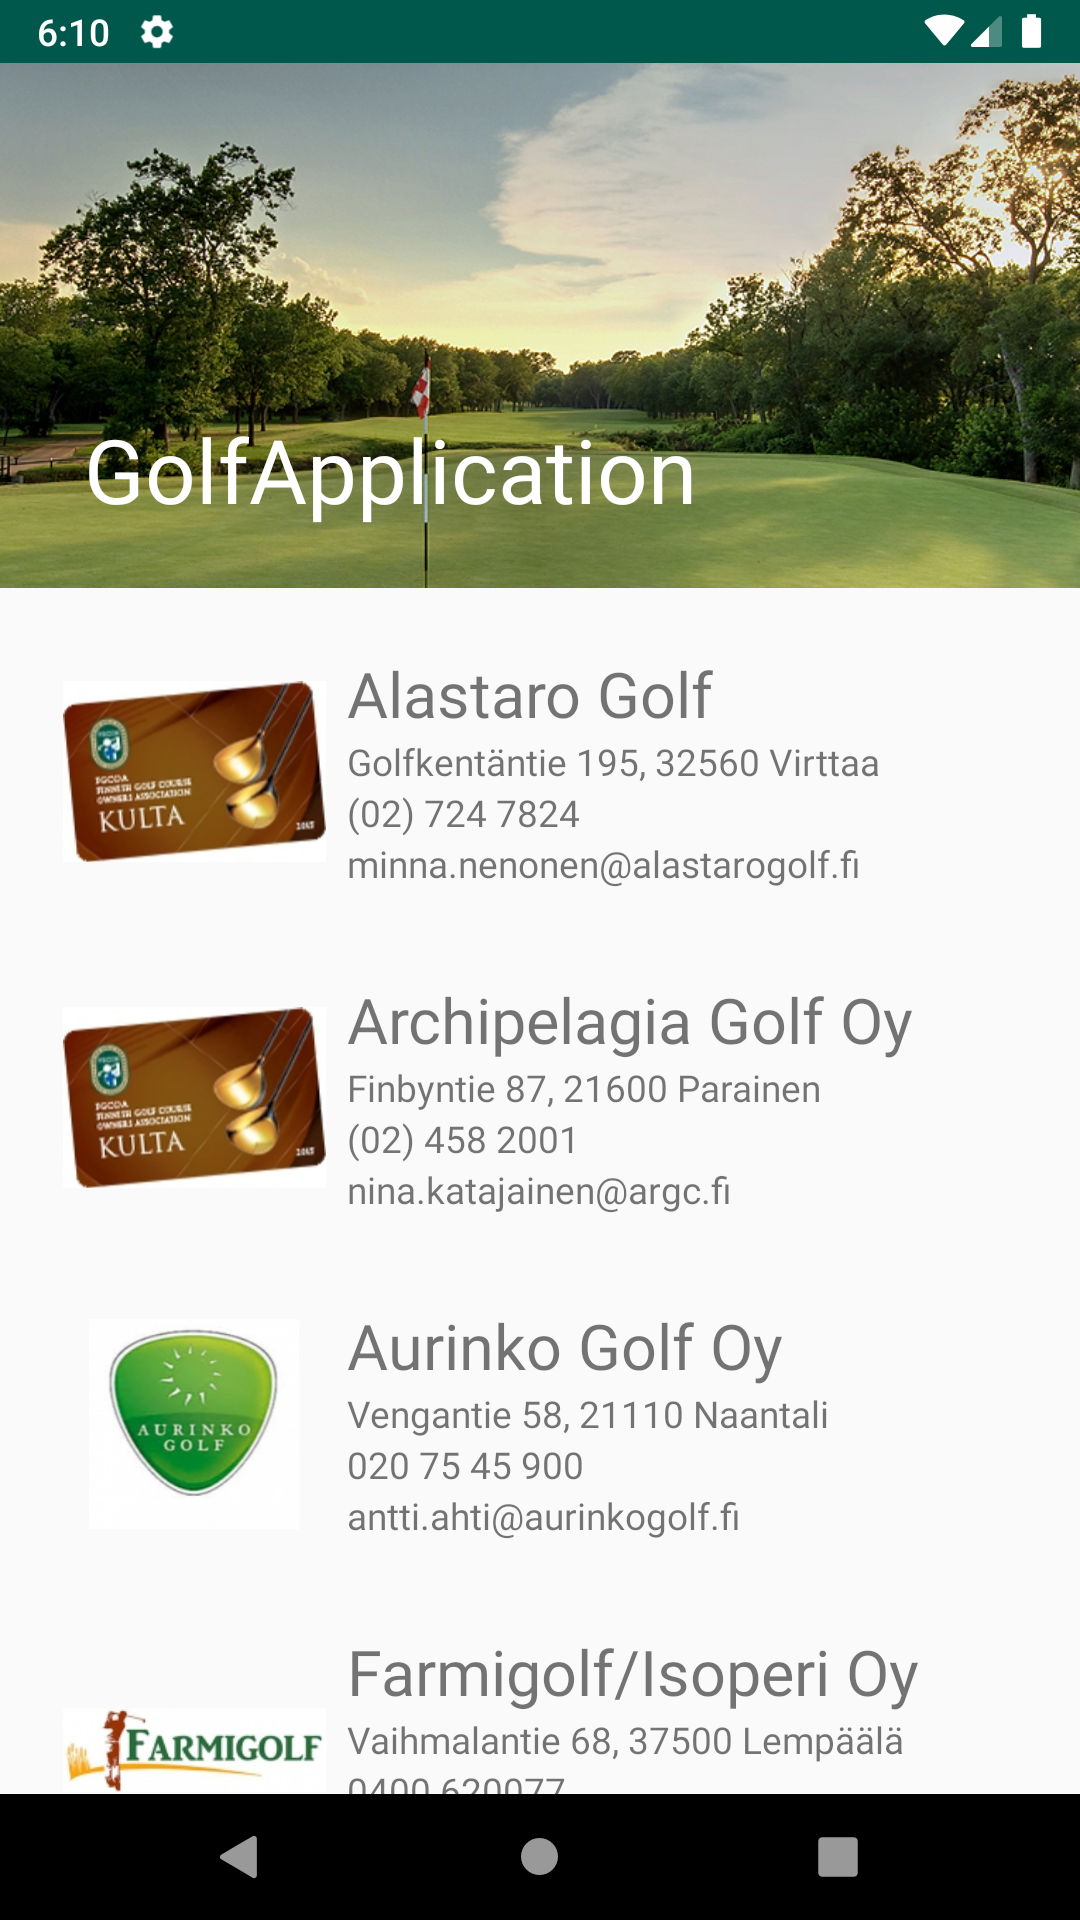 6:10
GolfApplication
Alastaro Golf
Golfkentäntie 195, 32560 Virttaa
(02) 724 7824
minna.nenonen@alastarogolf.fi
FGCOA
FINNISH GOLF COURSE
OWNERS ASSOCIATION
KULTA
Archipelagia Golf Oy
Finbyntie 87, 21600 Parainen
(02) 458 2001
nina.katajainen@argc.fi
FGCOA
FINNISH GOLF COURSE
OWNERS ASSOCIATION
KULTA
Aurinko Golf Oy
Vengantie 58, 21110 Naantali
020 75 45 900
antti.ahti@aurinkogolf.fi
AURINKO
GOLF
Farmigolf/Isoperi Oy
Vaihmalantie 68, 37500 Lempäälä
0400 620077
FARMIGOLF